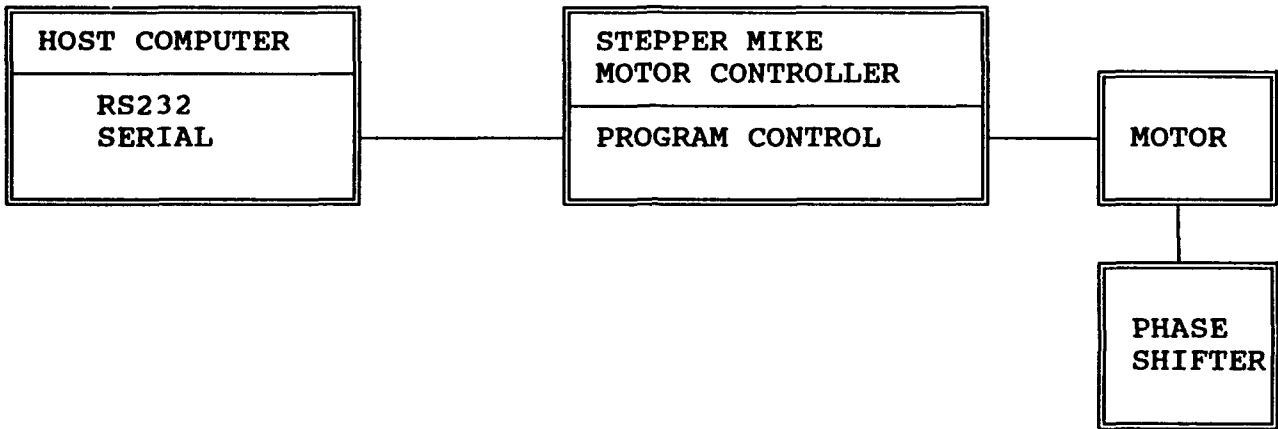 HOST COMPUTER
RS232
SERIAL
STEPPER MIKE
MOTOR CONTROLLER
PROGRAM CONTROL
MOTOR
PHASE
SHIFTER